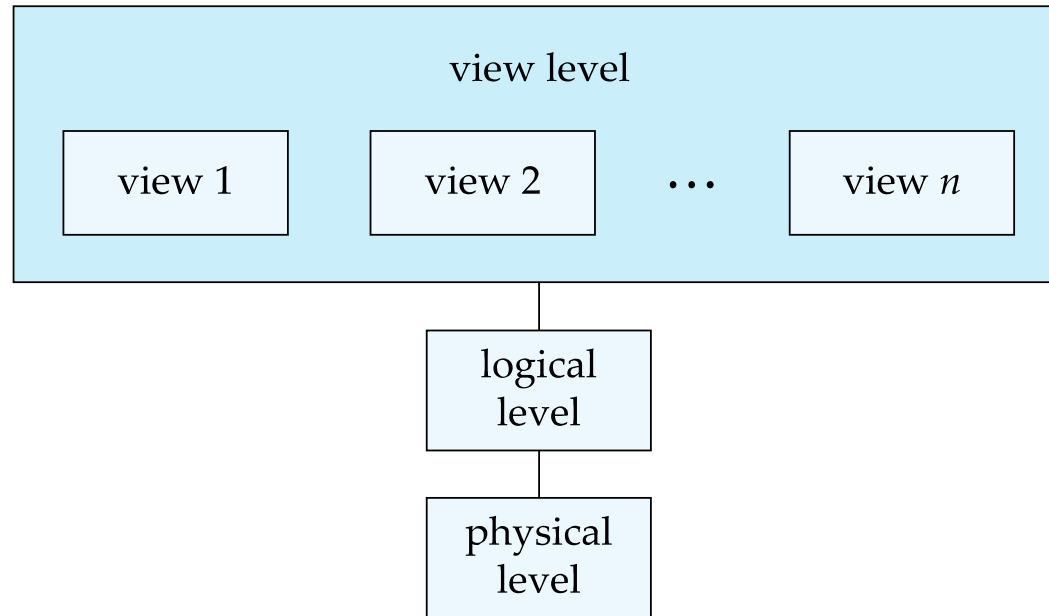 view level
view 1
view 2
...
view n
logical
level
physical
level